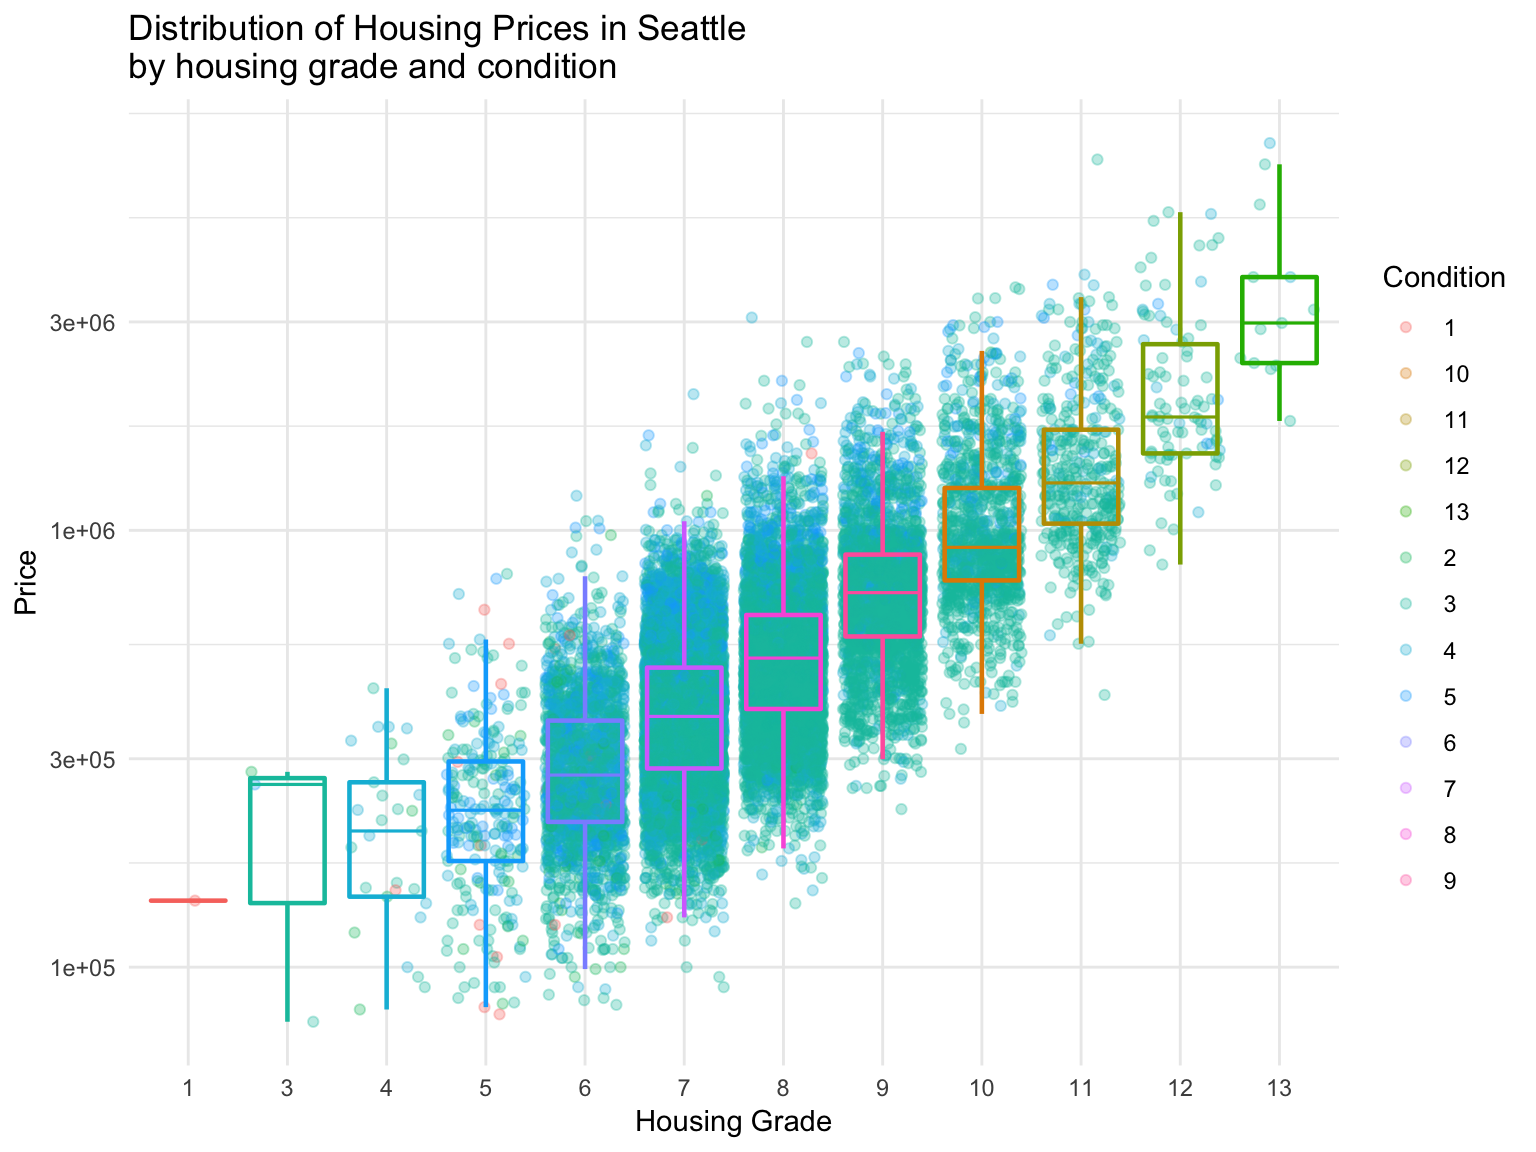 Distribution of Housing Prices in Seattle
by housing grade and condition
Price
3e+06
1e+06
3e+05
1e+05
1 3 4 5 6 7 8 9 10 11 12 13
Housing Grade
Condition
1
10
11
12
13
2
3
4
5
6
7
8
9